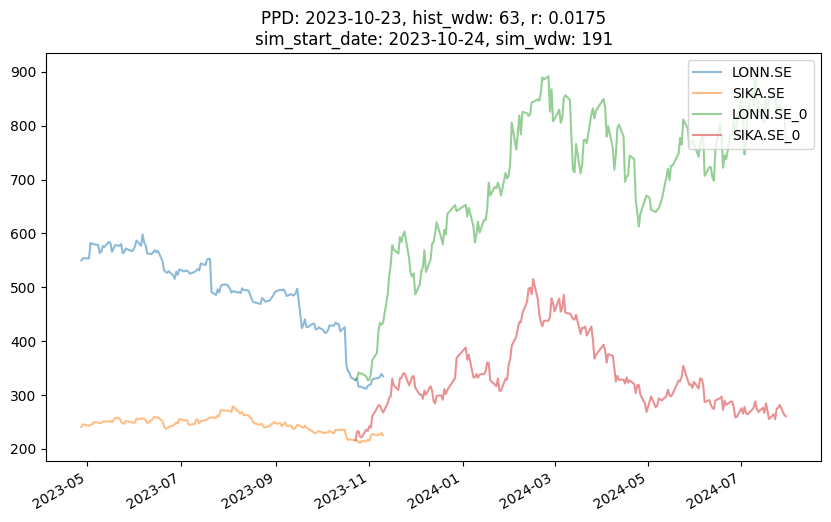 PPD: 2023-10-23, hist_wdw: 63, r: 0.0175
sim_start_date: 2023-10-24, sim_wdw: 191
900
800
700
600
500
400
300
200
LONN.SE
SIKA.SE
LONN.SE_0
SIKA.SE_0
2023-05
2023-07
2023-09
2023-11
2024-01
2024-03
2024-05
2024-07